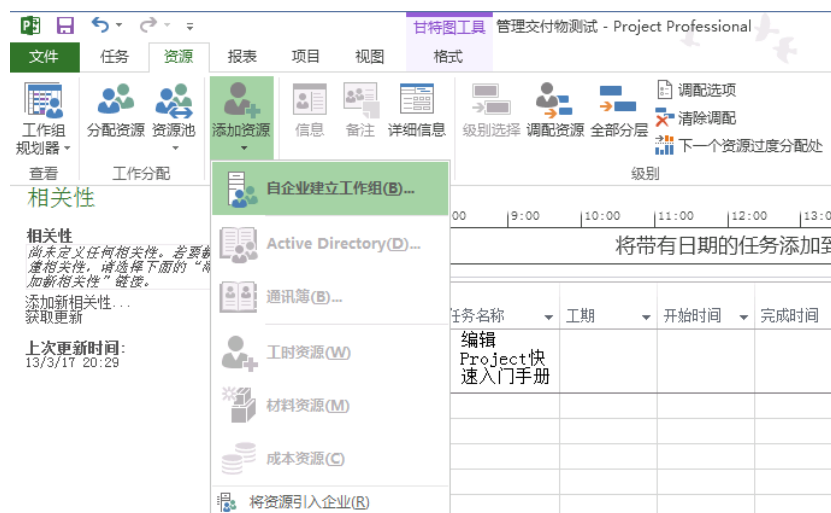 甘特图工具 管理交付物测试 - Project Professional
文件 任务 资源 报表 项目 视图 格式
工作组
规划器
分配资源 资源池 添加资源 信息 备注 详细信息 级别选择 调配资源 全部分层
调配选项
清除调配
下一个资源过度分配处
查看 工作分配 级别
相关性
相关性
尚未定义任何相关性。若要
建相关性，请选择下面的“
加新相关性”链接。
添加新相关性...
获取更新
上次更新时间:
13/3/17 20:29
自企业建立工作组(B)...
Active Directory(D)...
通讯簿(B)...
工时资源(W)
材料资源(M)
成本资源(C)
将资源引入企业(R)
00 9:00 10:00 11:00 12:00 13:0
将带有日期的任务添加到
任务名称 工期 开始时间 完成时间
编辑
Project快
速入门手册